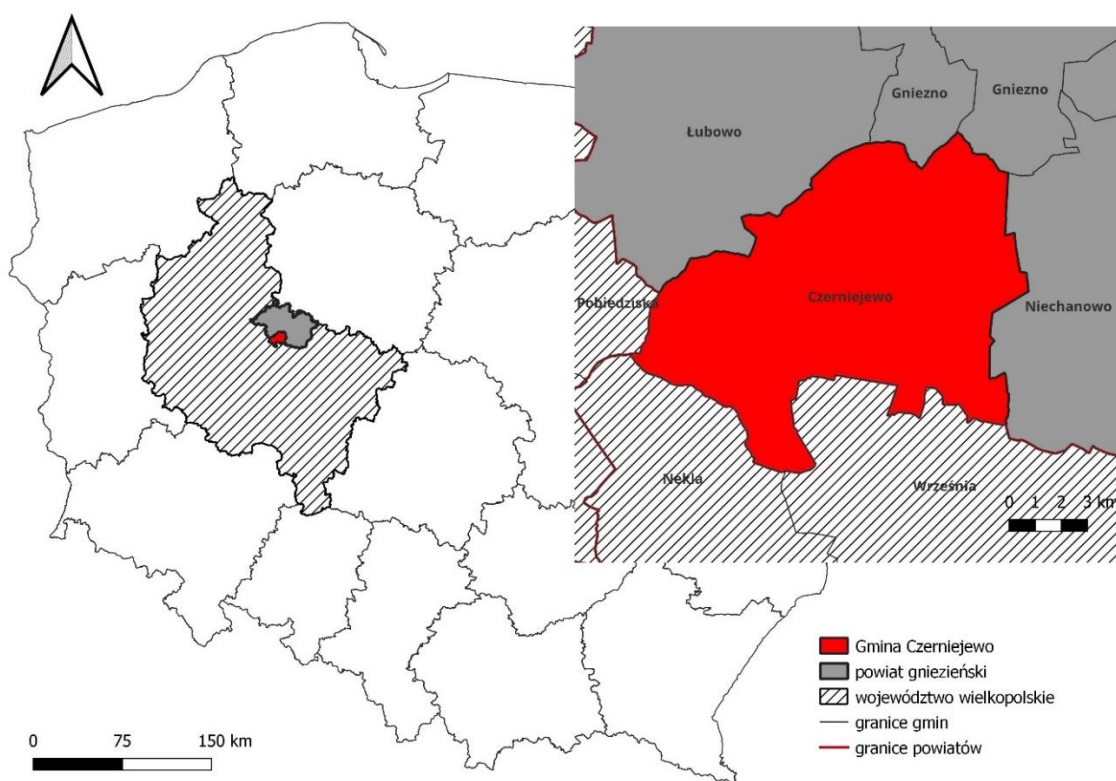 Gniezno
Gniezno
Łubowo
Pobiedziska
Czerniejewo
Niechanowo
Nekla
Września
0 1 2 3 km
Gmina Czerniejewo
powiat gnieźieński
województwo wielkopolskie
granice gmin
granice powiatów
0 75 150 km